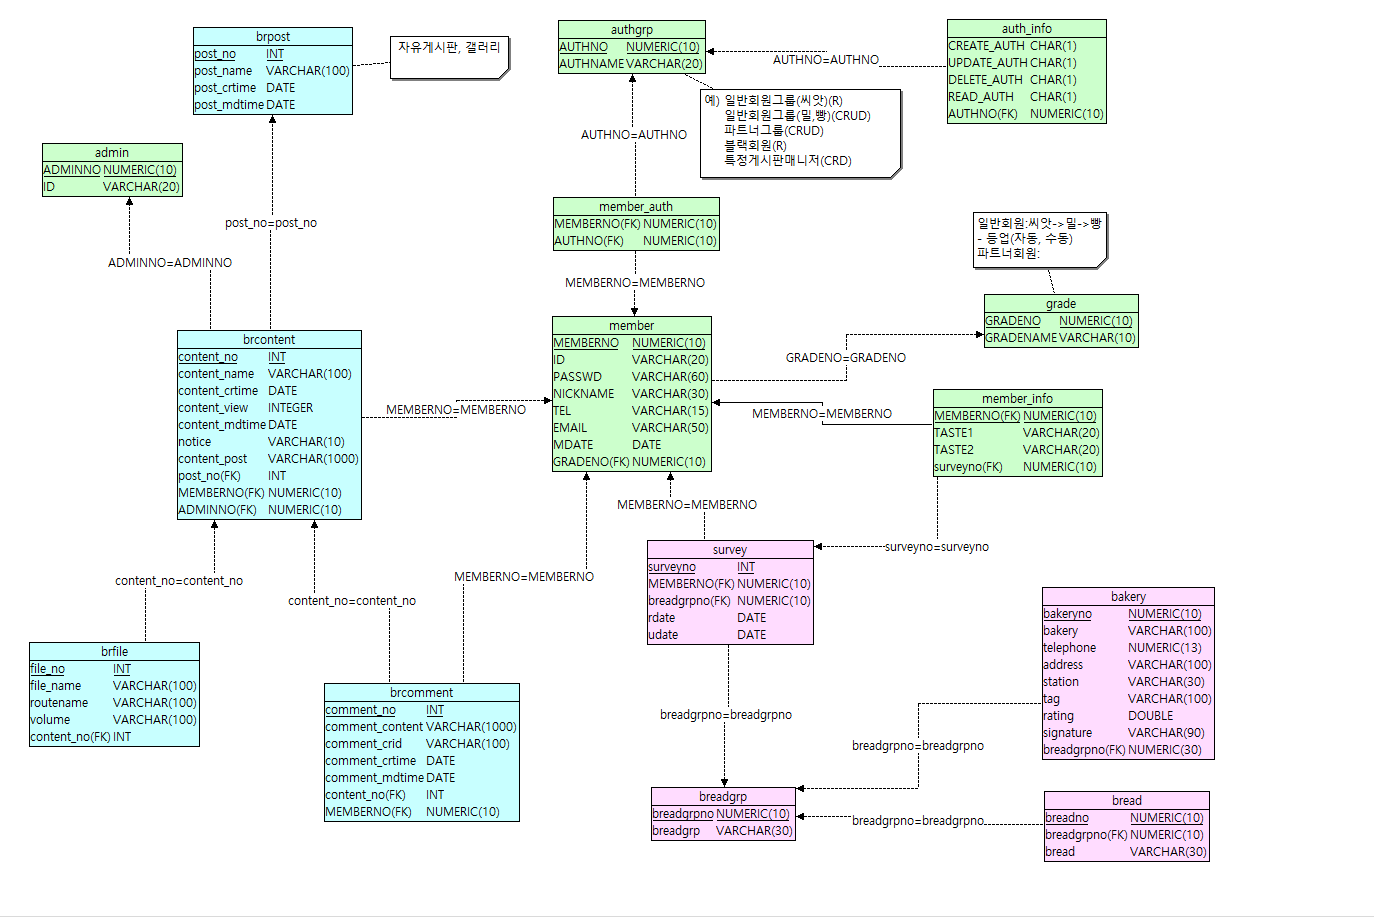 brpost
post_no INT
post_name VARCHAR(100)
post_crtime DATE
post_mdtime DATE
자유게시판, 갤러리
authgrp
AUTHNO NUMERIC(10)
AUTHNAME VARCHAR(20)
AUTHNO=AUTHNO
auth_info
CREATE_AUTH CHAR(1)
UPDATE_AUTH CHAR(1)
DELETE_AUTH CHAR(1)
READ_AUTH CHAR(1)
AUTHNO(FK) NUMERIC(10)
예) 일반회원그룹(씨앗)(R)
일반회원그룹(밀,빵)(CRUD)
파트너그룹(CRUD)
블랙회원(R)
특정게시판매니저(CRD)
admin
ADMINNO NUMERIC(10)
ID VARCHAR(20)
AUTHNO=AUTHNO
post_no=post_no
ADMINNO=ADMINNO
member_auth
MEMBERNO(FK) NUMERIC(10)
AUTHNO(FK) NUMERIC(10)
MEMBERNO=MEMBERNO
일반회원:씨앗->밀->빵
- 등업(자동, 수동)
파트너회원:
grade
GRADENO NUMERIC(10)
GRADENAME VARCHAR(10)
GRADENO=GRADENO
brcontent
content_no INT
content_name VARCHAR(100)
content_crtime DATE
content_view INTEGER
content_mdtime DATE
notice VARCHAR(10)
content_post VARCHAR(1000)
post_no(FK) INT
MEMBERNO(FK) NUMERIC(10)
ADMINNO(FK) NUMERIC(10)
MEMBERNO=MEMBERNO
member
MEMBERNO NUMERIC(10)
ID VARCHAR(20)
PASSWD VARCHAR(60)
NICKNAME VARCHAR(30)
TEL VARCHAR(15)
EMAIL VARCHAR(50)
MDATE DATE
GRADENO(FK) NUMERIC(10)
MEMBERNO=MEMBERNO
member_info
MEMBERNO(FK) NUMERIC(10)
TASTE1 VARCHAR(20)
TASTE2 VARCHAR(20)
surveyno(FK) NUMERIC(10)
MEMBERNO=MEMBERNO
surveyno=surveyno
survey
surveyno INT
MEMBERNO(FK) NUMERIC(10)
breadgrpno(FK) NUMERIC(10)
rdate DATE
udate DATE
content_no=content_no
content_no=content_no
MEMBERNO=MEMBERNO
brfile
file_no INT
file_name VARCHAR(100)
routename VARCHAR(100)
volume VARCHAR(100)
content_no(FK) INT
brcomment
comment_no INT
comment_content VARCHAR(1000)
comment_crid VARCHAR(100)
comment_crtime DATE
comment_mdtime DATE
content_no(FK) INT
MEMBERNO(FK) NUMERIC(10)
bakery
bakeryno NUMERIC(10)
bakery VARCHAR(100)
telephone NUMERIC(13)
address VARCHAR(100)
station VARCHAR(30)
tag VARCHAR(100)
rating DOUBLE
signature VARCHAR(90)
breadgrpno(FK) NUMERIC(30)
breadgrpno=breadgrpno
breadgrpno=breadgrpno
breadgrp
breadgrpno NUMERIC(10)
breadgrp VARCHAR(30)
breadgrpno=breadgrpno
bread
breadno NUMERIC(10)
breadgrpno(FK) NUMERIC(10)
bread VARCHAR(30)